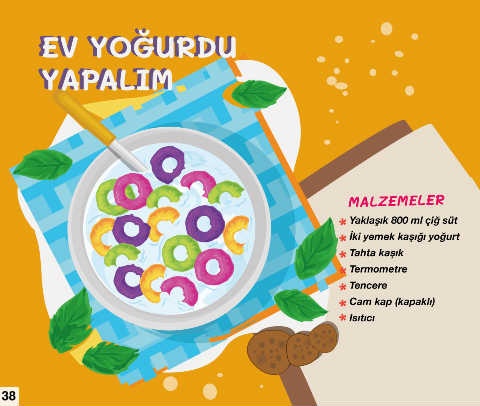 EV YOĞURDU
YAPALIM
MALZEMELER
* Yaklaşık 800 ml çiğ süt
* İki yemek kaşığı yoğurt
* Tahta kaşık
* Termometre
* Tencere
* Cam kap (kapaklı)
* Isıtıcı
38